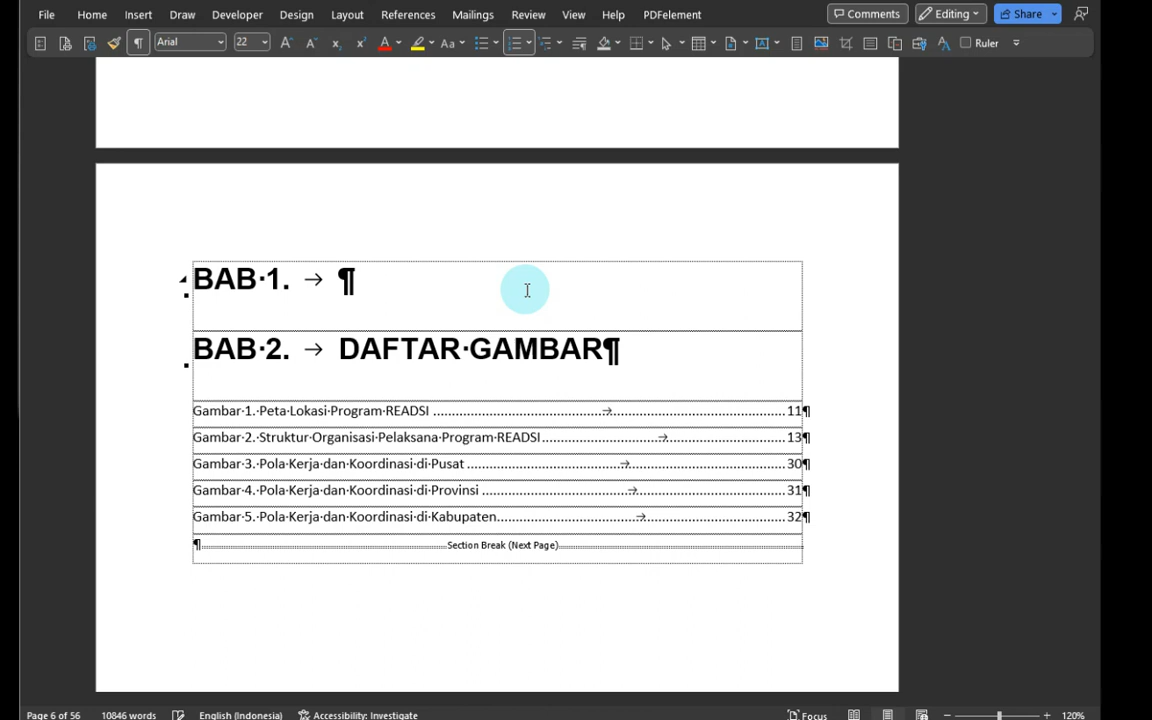 File Home Insert Draw Developer Design Layout References Mailings Review View Help PDFelement Comments Editing Share
Arial 22 Aa Ruler
BAB·1. → ¶
BAB·2. → DAFTAR·GAMBAR¶
Gambar·1.·Peta·Lokasi·Program·READSI ............→............ 11¶
Gambar·2.·Struktur·Organisasi·Pelaksana·Program·READSI............→............ 13¶
Gambar·3.·Pola·Kerja·dan·Koordinasi·di·Pusat ............→............ 30¶
Gambar·4.·Pola·Kerja·dan·Koordinasi·di·Provinsi ............→............ 31¶
Gambar·5.·Pola·Kerja·dan·Koordinasi·di·Kabupaten............→............ 32¶
¶ Section Break (Next Page)
Page 6 of 56 10846 words English (Indonesia) Accessibility: Investigate Focus 120%